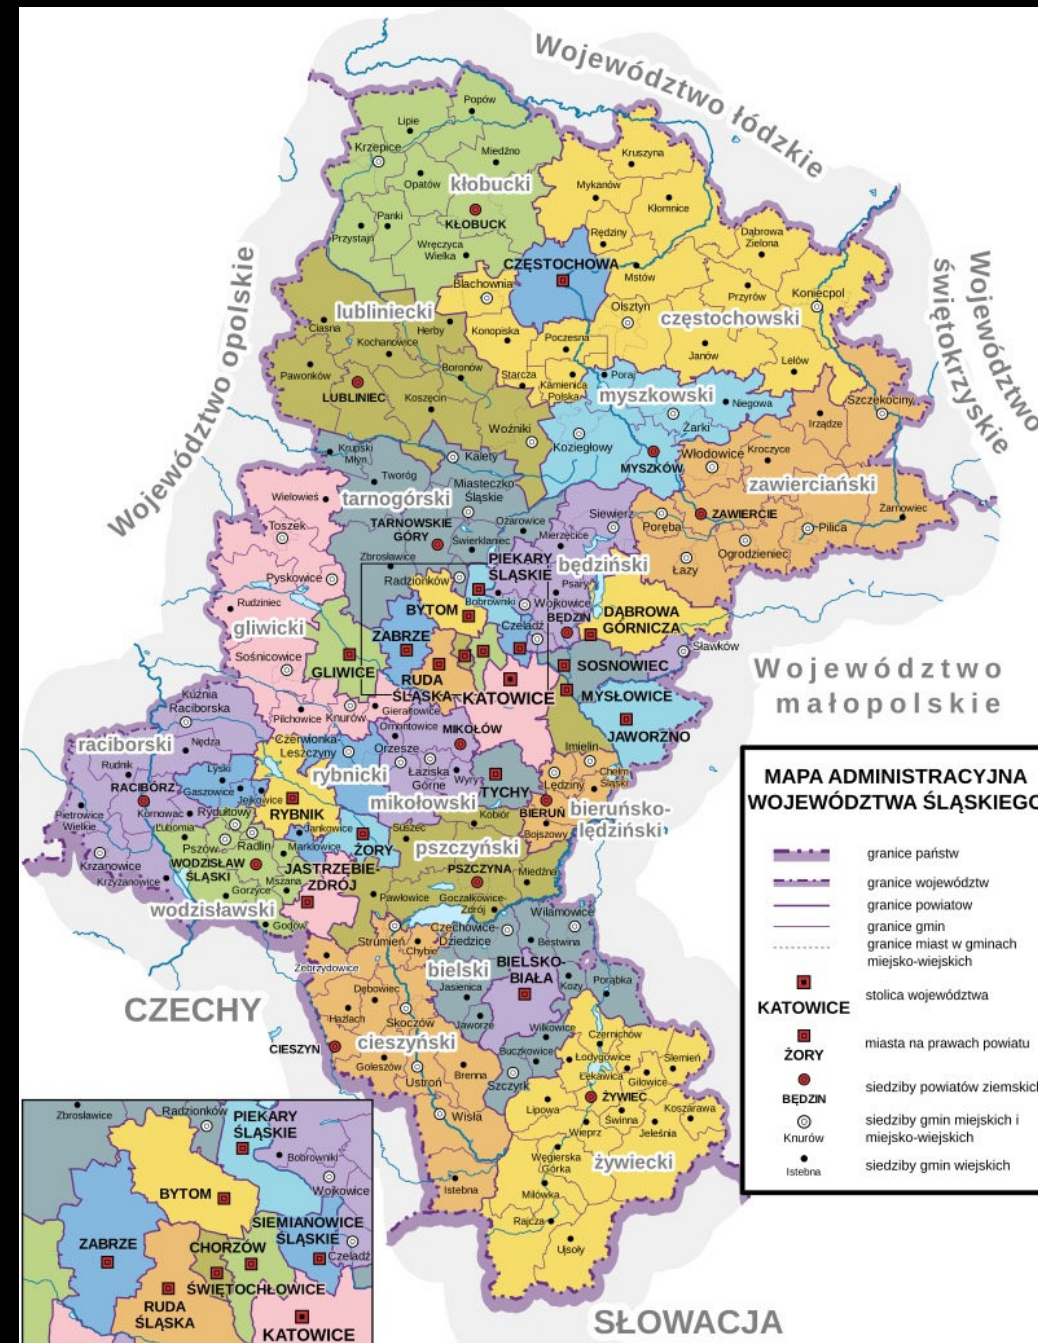 Województwo łódzkie
Województwo opolskie
Województwo
świętokrzyskie
Popów
Lipie
Krzepice
Miedźno
Opatów
kłobucki
Panki
KŁOBUCK
Przystajń
Wręczyca
Wielka
Kruszyna
Mykanów
Kłomnice
Rędziny
Dąbrowa
Zielona
CZĘSTOCHOWA
Mstów
Blachownia
Przyrów
Koniecpol
lubliniecki
Olsztyn
częstochowski
Ciasna
Herby
Konopiska
Kochanowice
Poczesna
Janów
Boronów
Lelów
Pawonków
Starcza
Kamienica
Polska
Poraj
LUBLINIEC
myszkowski
Niegowa
Szczekociny
Koszęcin
Irządze
Woźniki
Żarki
Koziegłowy
Włodowice
Kroczyce
Krupski
Młyn
Kalety
MYSZKÓW
Tworóg
Miasteczko
Śląskie
zawierciański
Wielowieś
tarnogórski
Siewierz
Poręba
ZAWIERCIE
Żarnowiec
Pilica
Toszek
TARNOWSKIE
GÓRY
Ożarowice
Mierzęcice
Świerklaniec
Ogrodzieniec
Zbrosławice
PIEKARY
ŚLĄSKIE
będziński
Łazy
Pyskowice
Radzionków
Psary
Rudziniec
BYTOM
Bobrowniki
Wojkowice
DĄBROWA
GÓRNICZA
BĘDZIN
gliwicki
ZABRZE
Czeladź
Sławków
Sośnicowice
GLIWICE
RUDA
ŚLĄSKA
SOSNOWIEC
KATOWICE
MYSŁOWICE
Województwo
małopolskie
Kuźnia
Raciborska
Pilchowice
Knurów
Gierałtowice
raciborski
Nędza
Czerwionka-
Leszczyny
Ornontowice
MIKOŁÓW
JAWORZNO
Orzesze
Imielin
Rudnik
Lyski
rybnicki
Łaziska
Górne
Wyry
Lędziny
Chełm
Śląski
RACIBÓRZ
Gaszowice
Jejkowice
TYCHY
Pietrowice
Wielkie
Kornowac
Rydułtowy
RYBNIK
mikołowski
Kobiór
BIERUŃ
bieruńsko-
lędziński
Lubomia
Jankowice
Suszec
Bojszowy
Pszów
Radlin
Marklowice
ŻORY
pszczyński
Krzanowice
WODZISŁAW
ŚLĄSKI
JASTRZĘBIE-
ZDRÓJ
PSZCZYNA
Miedźna
Krzyżanowice
Mszana
Gorzyce
Pawłowice
Goczałkowice-
Zdrój
wodzisławski
Godów
Wilamowice
Strumień
Czechowice-
Dziedzice
Chybie
Bestwina
Zebrzydowice
bielski
BIELSKO-
BIAŁA
Dębowiec
Jasienica
Kozy
Porąbka
CZECHY
Hażlach
Skoczów
Jaworze
Wilkowice
CIESZYN
cieszyński
Czernichów
Goleszów
Buczkowice
Łodygowice
Ślemień
Ustroń
Brenna
Szczyrk
Łękawica
Gilowice
Lipowa
ŻYWIEC
Wisła
Świnna
Koszarawa
Wieprz
Jeleśnia
Węgierska
Górka
żywiecki
Istebna
Milówka
Rajcza
Ujsoły
SŁOWACJA
MAPA ADMINISTRACYJNA
WOJEWÓDZTWA ŚLĄSKIEGO
granice państw
granice województw
granice powiatow
granice gmin
granice miast w gminach
miejsko-wiejskich
KATOWICE
stolica województwa
ŻORY
miasta na prawach powiatu
BĘDZIN
siedziby powiatów ziemskich
Knurów
siedziby gmin miejskich i
miejsko-wiejskich
Istebna
siedziby gmin wiejskich
Zbrosławice
Radzionków
PIEKARY
ŚLĄSKIE
Bobrowniki
BYTOM
Wojkowice
SIEMIANOWICE
ŚLĄSKIE
ZABRZE
CHORZÓW
Czeladź
ŚWIĘTOCHŁOWICE
RUDA
ŚLĄSKA
KATOWICE